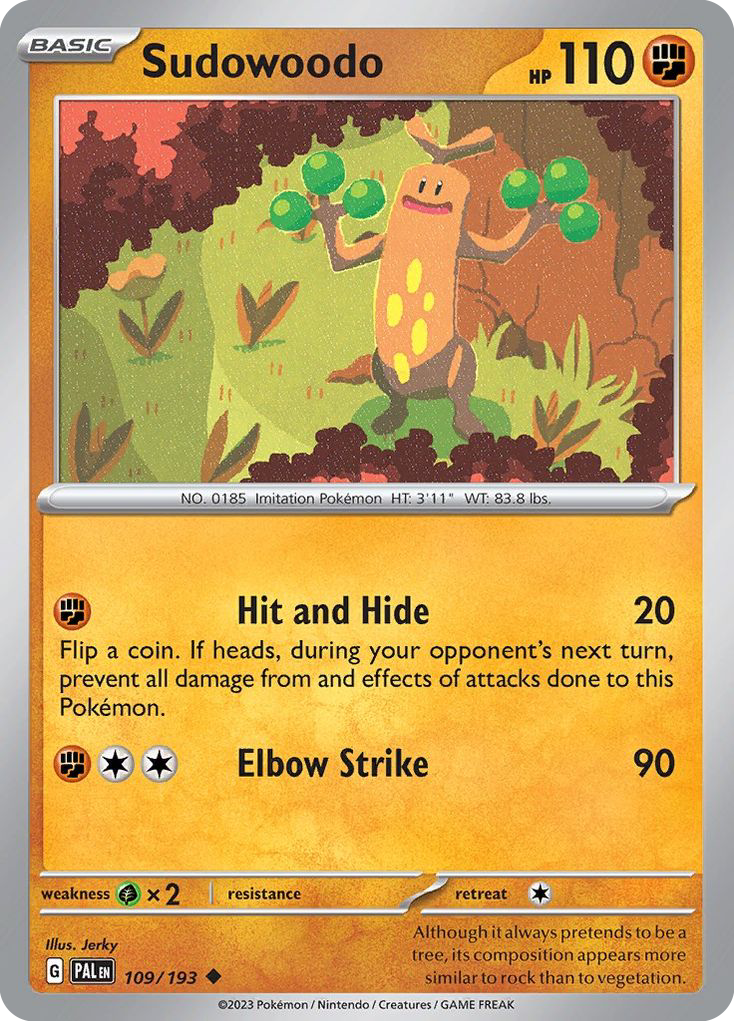 BASIC
Sudowoodo
HP 110
NO. 0185 Imitation Pokémon HT: 3'11" WT: 83.8 lbs.
Hit and Hide 20
Flip a coin. If heads, during your opponent's next turn,
prevent all damage from and effects of attacks done to this
Pokémon.
Elbow Strike 90
weakness ×2 resistance retreat
Illus. Jerky
G PAL EN 109/193
Although it always pretends to be a
tree, its composition appears more
similar to rock than to vegetation.
©2023 Pokémon / Nintendo / Creatures / GAME FREAK